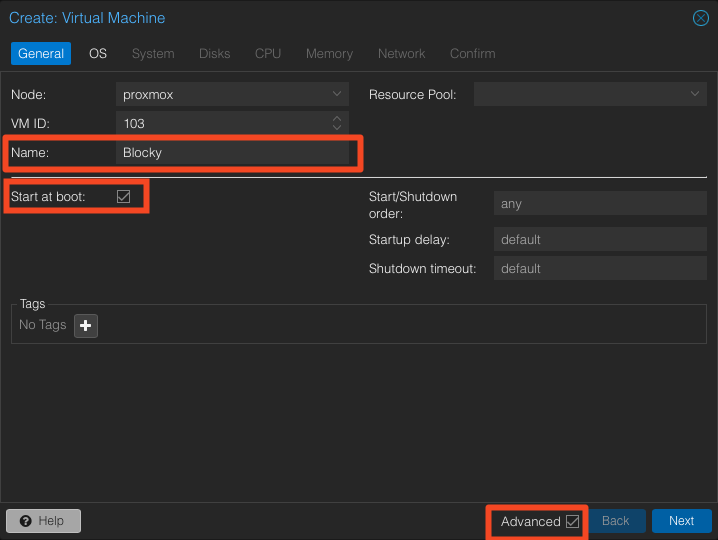 Create: Virtual Machine
General OS System Disks CPU Memory Network Confirm
Node: proxmox Resource Pool:
VM ID: 103
Name: Blocky
Start at boot: Start/Shutdown order: any
Startup delay: default
Shutdown timeout: default
Tags
No Tags
Help Advanced Back Next